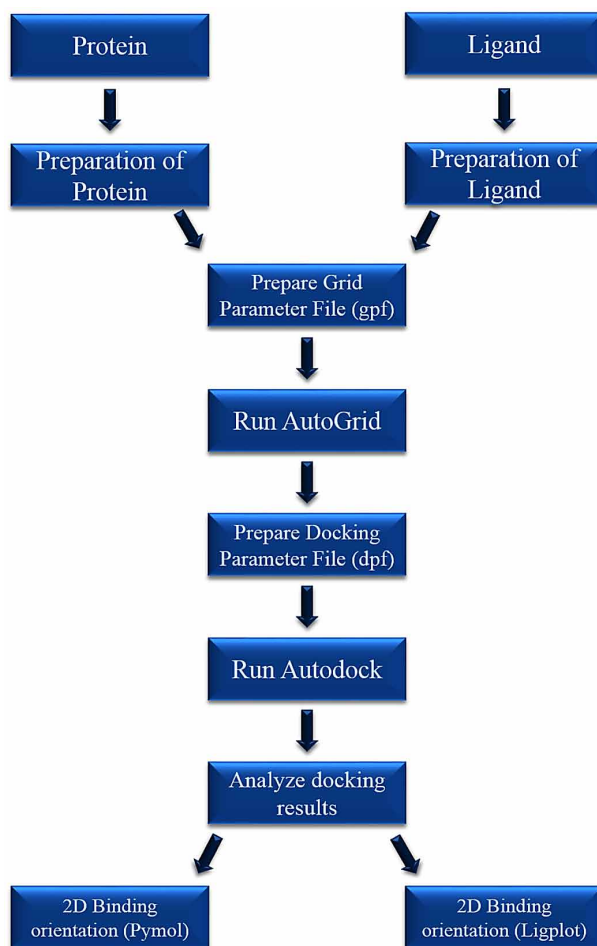 Protein
Ligand
Preparation of
Protein
Preparation of
Ligand
Prepare Grid
Parameter File (gpf)
Run AutoGrid
Prepare Docking
Parameter File (dpf)
Run Autodock
Analyze docking
results
2D Binding
orientation (Pymol)
2D Binding
orientation (Ligplot)